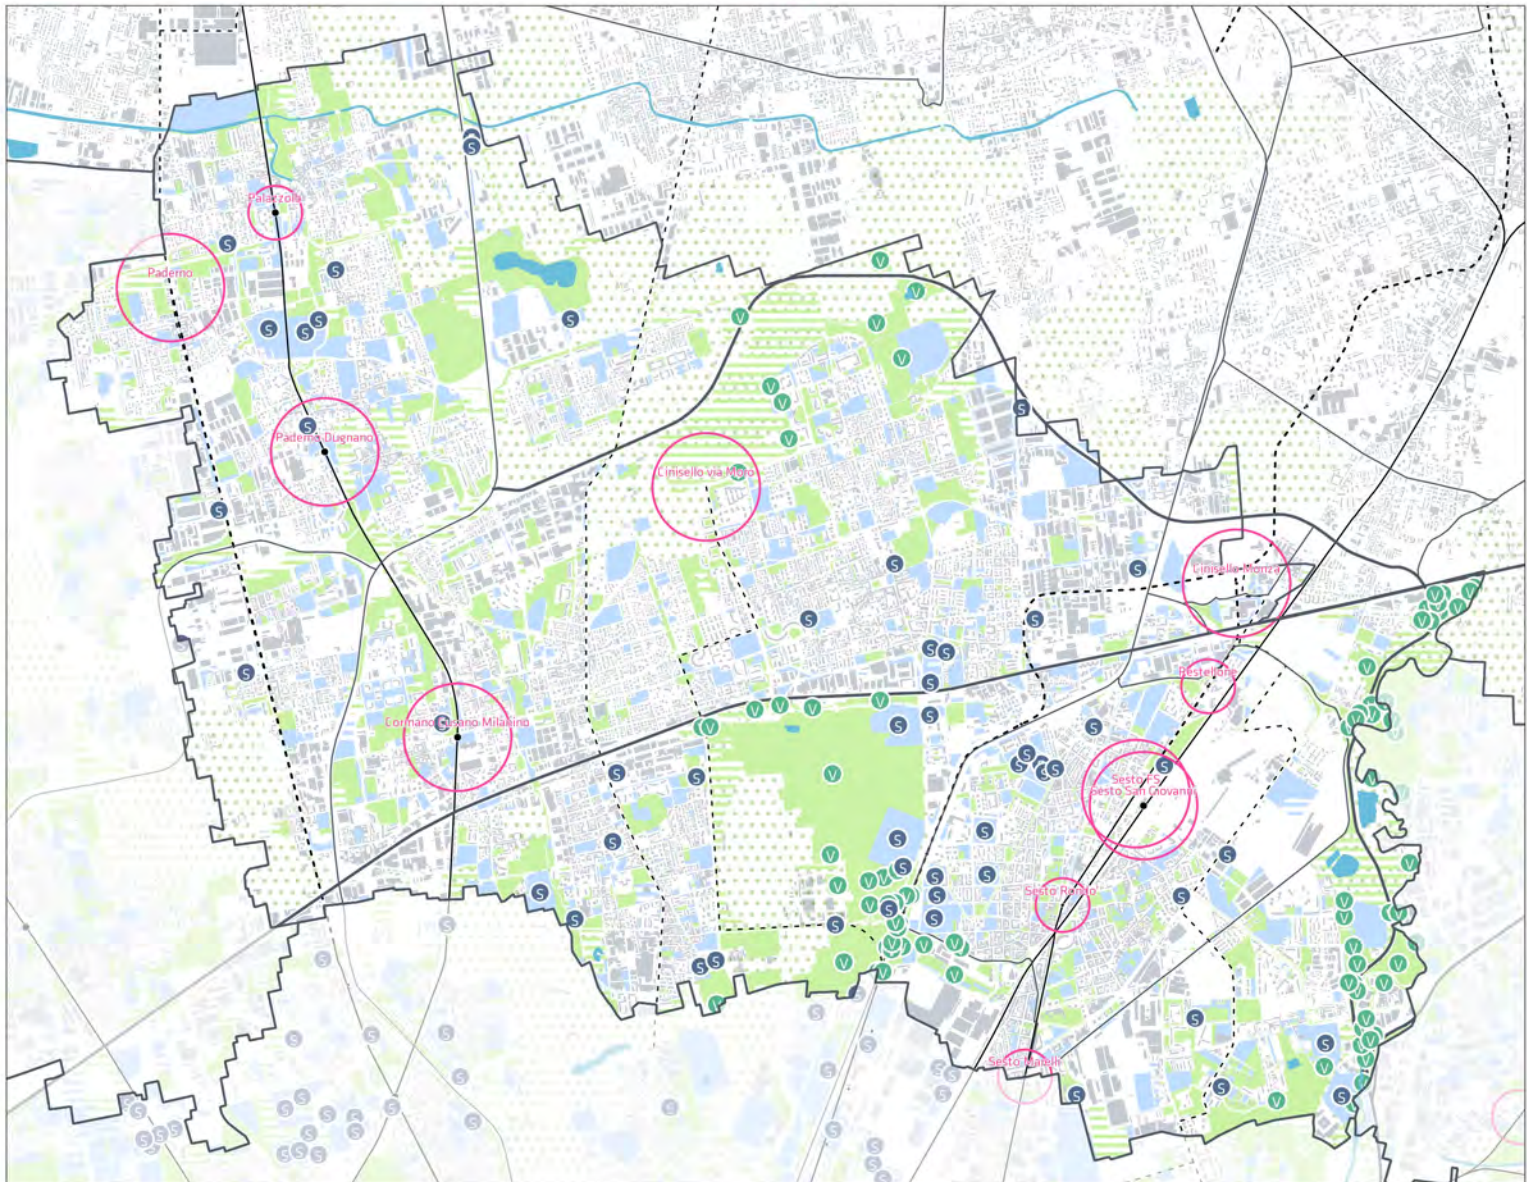 Palazzolo
Paderno
Paderno Dugnano
Cinisello via Moro
Cinisello Monza
Restellone
Cormano Cusano Milanino
Sesto FS
Sesto San Giovanni
Sesto Rondò
Sesto Marelli